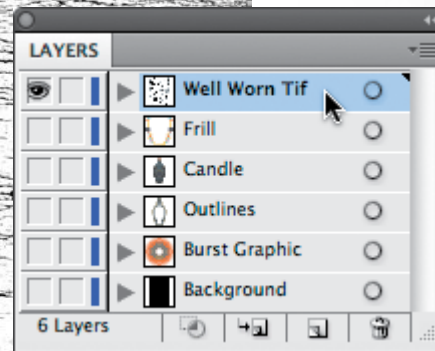 LAYERS
Well Worn Tif
Frill
Candle
Outlines
Burst Graphic
Background
6 Layers